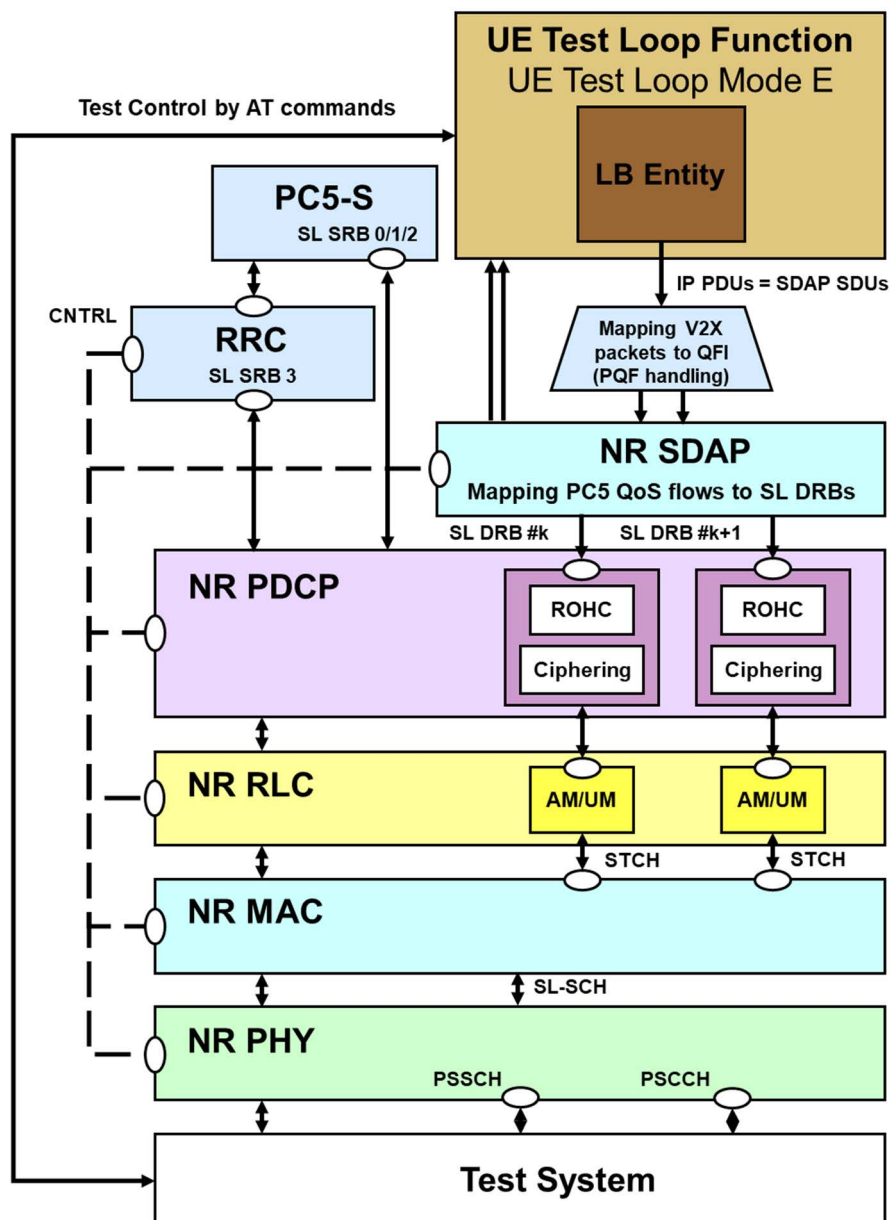 UE Test Loop Function
UE Test Loop Mode E
Test Control by AT commands
LB Entity
PC5-S
SL SRB 0/1/2
IP PDUs = SDAP SDUs
CNTRL
RRC
SL SRB 3
Mapping V2X
packets to QFI
(PQF handling)
NR SDAP
Mapping PC5 QoS flows to SL DRBs
SL DRB #k
SL DRB #k+1
NR PDCP
ROHC
ROHC
Ciphering
Ciphering
NR RLC
AM/UM
AM/UM
STCH
STCH
NR MAC
SL-SCH
NR PHY
PSSCH
PSCCH
Test System